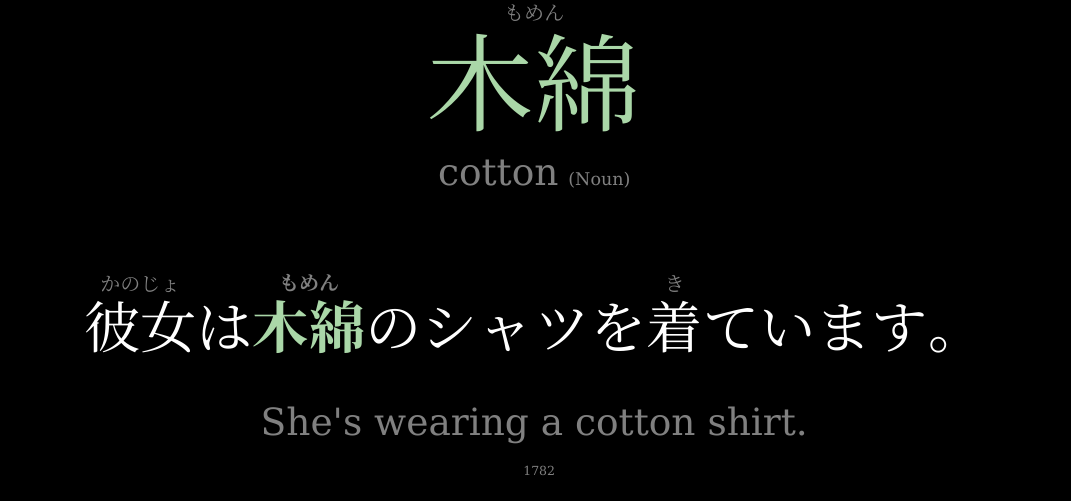 もめん
木綿
cotton (Noun)
かのじょ もめん き
彼女は木綿のシャツを着ています。
She's wearing a cotton shirt.
1782